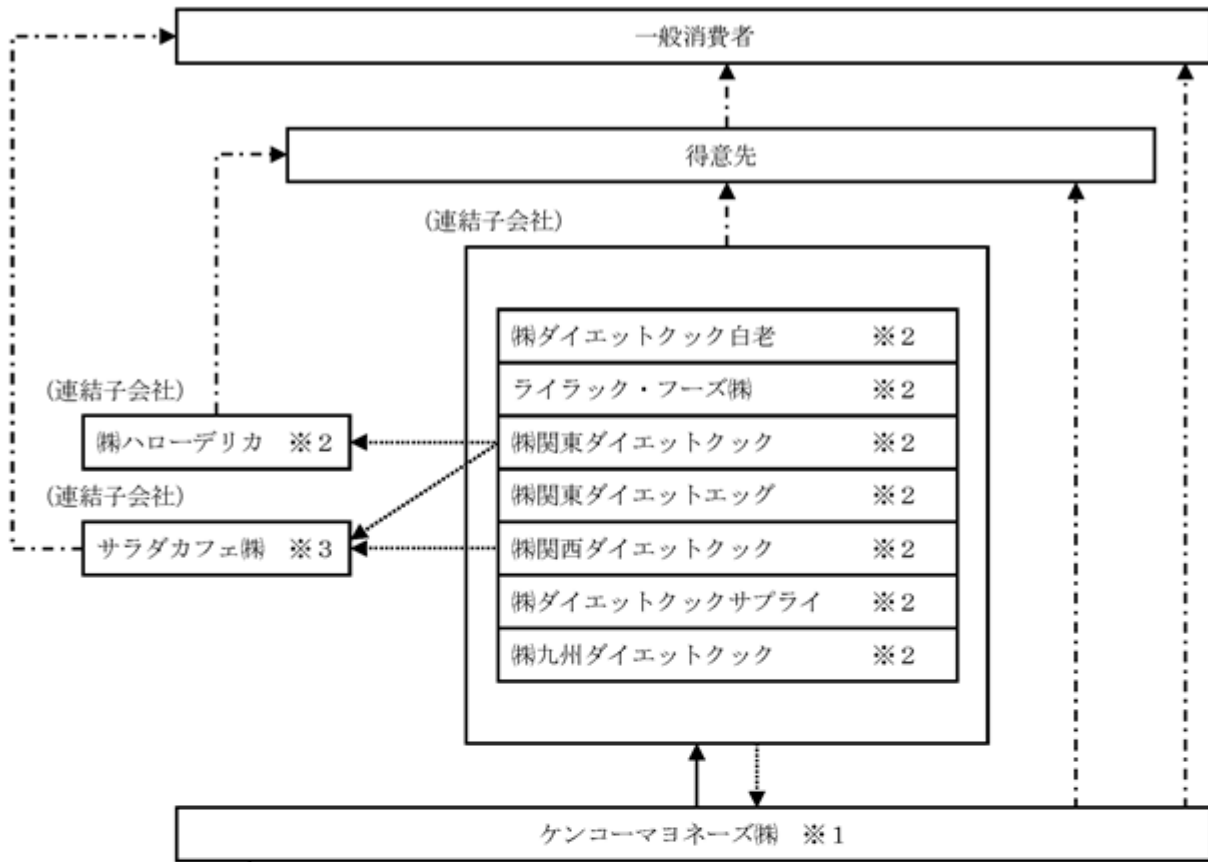 一般消費者
得意先
(連結子会社)
㈱ダイエットクック白老 ※2
ライラック・フーズ㈱ ※2
(連結子会社)
㈱ハローデリカ ※2
㈱関東ダイエットクック ※2
(連結子会社)
㈱関東ダイエットエッグ ※2
サラダカフェ㈱ ※3
㈱関西ダイエットクック ※2
㈱ダイエットクックサプライ ※2
㈱九州ダイエットクック ※2
ケンコーマヨネーズ㈱ ※1